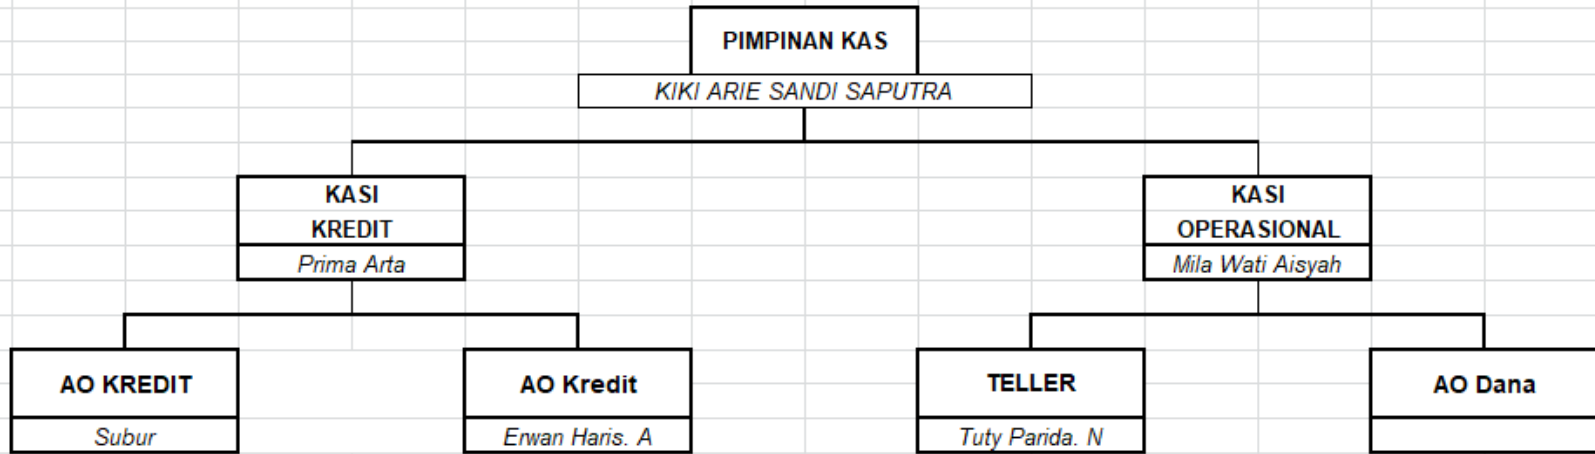 PIMPINAN KAS
KIKI ARIE SANDI SAPUTRA
KASI
KREDIT
Prima Arta
KASI
OPERASIONAL
Mila Wati Aisyah
AO KREDIT
Subur
AO Kredit
Erwan Haris. A
TELLER
Tuty Parida. N
AO Dana